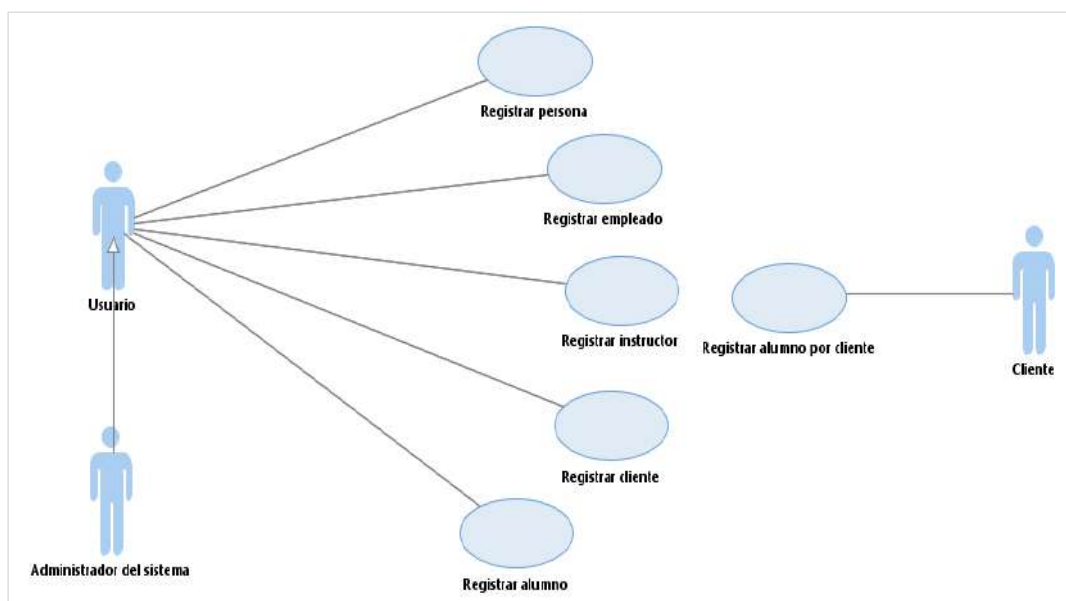 Registrar persona
Registrar empleado
Usuario
Registrar instructor
Registrar alumno por cliente
Cliente
Registrar cliente
Administrador del sistema
Registrar alumno